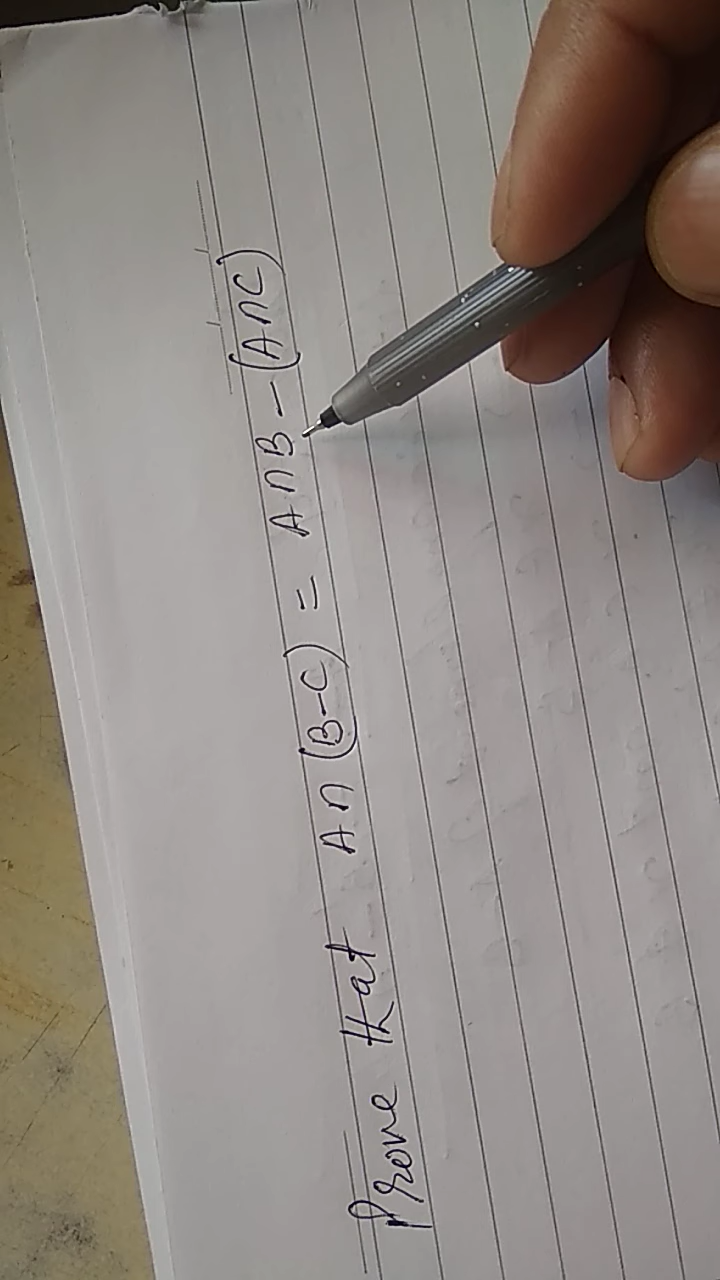 Prove that A∩(B-C) = A∩B-(A∩C)